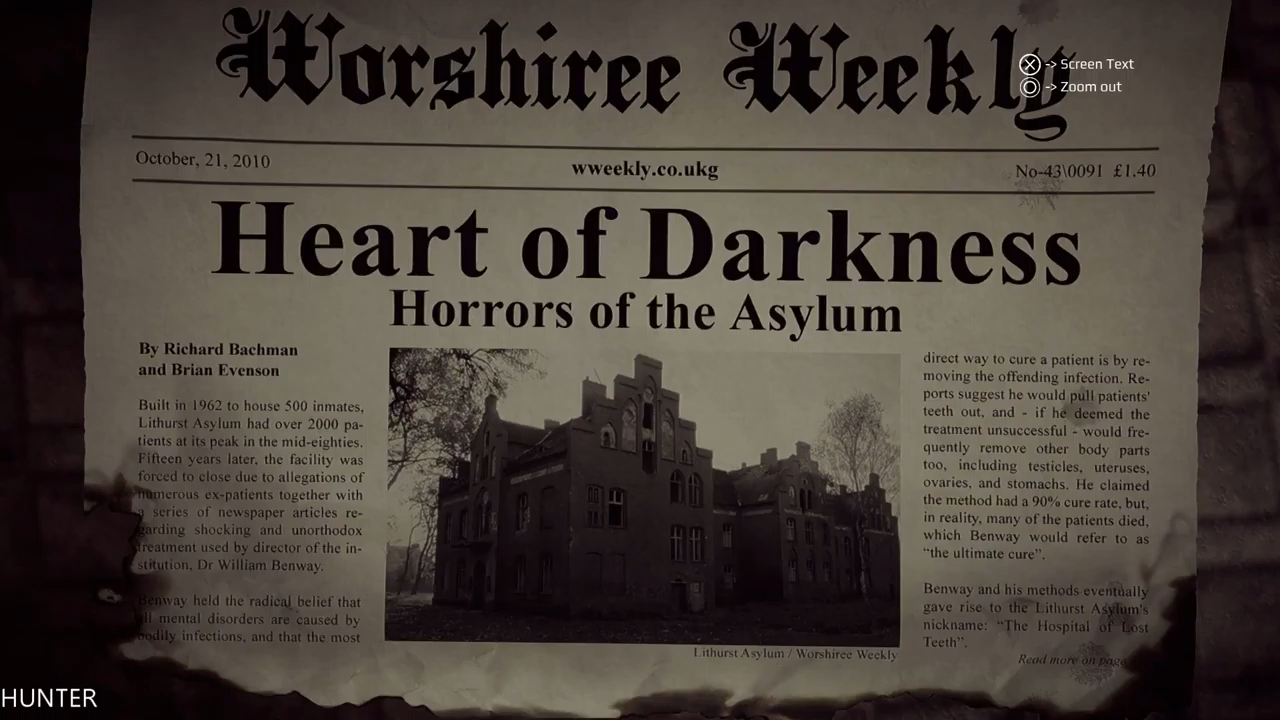 Worshiree Weekly
-> Screen Text
-> Zoom out
October, 21, 2010
wweekly.co.ukg
No-43\0091 £1.40
Heart of Darkness
Horrors of the Asylum
By Richard Bachman
and Brian Evenson
Built in 1962 to house 500 inmates,
Lithurst Asylum had over 2000 pa-
tients at its peak in the mid-eighties.
Fifteen years later, the facility was
forced to close due to allegations of
numerous ex-patients together with
a series of newspaper articles re-
garding shocking and unorthodox
treatment used by director of the in-
stitution, Dr William Benway.
Benway held the radical belief that
all mental disorders are caused by
bodily infections, and that the most
direct way to cure a patient is by re-
moving the offending infection. Re-
ports suggest he would pull patients'
teeth out, and - if he deemed the
treatment unsuccessful - would fre-
quently remove other body parts
too, including testicles, uteruses,
ovaries, and stomachs. He claimed
the method had a 90% cure rate, but,
in reality, many of the patients died,
which Benway would refer to as
“the ultimate cure”.
Benway and his methods eventually
gave rise to the Lithurst Asylum's
nickname: “The Hospital of Lost
Teeth”.
Read more on page
Lithurst Asylum / Worshiree Weekly
HUNTER